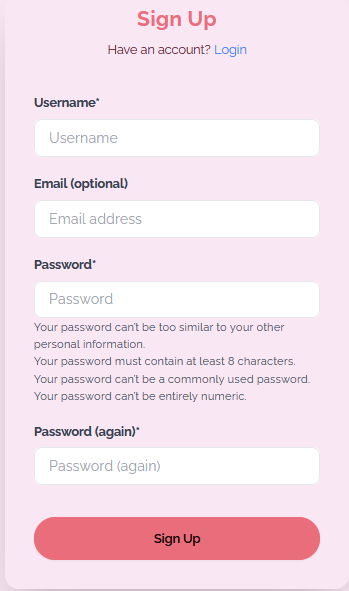 Sign Up
Have an account? Login
Username*
Username
Email (optional)
Email address
Password*
Password
Your password can't be too similar to your other
personal information.
Your password must contain at least 8 characters.
Your password can't be a commonly used password.
Your password can't be entirely numeric.
Password (again)*
Password (again)
Sign Up